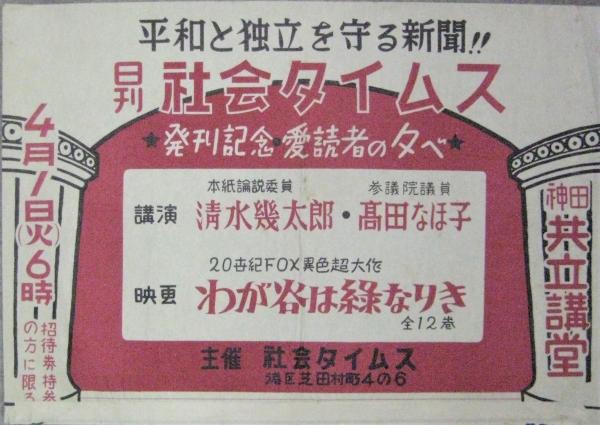 平和と独立を守る新聞!!
日刊 社会タイムス
★発刊記念・愛読者の夕べ★
本紙論説委員 参議院議員
講演 清水幾太郎・髙田なほ子
20世紀FOX異色超大作
映画 わが谷は緑なりき
全12巻
主催 社会タイムス
港区芝田村町4の6
4月1日(火)6時
招待券持参
の方に限る
神田
共立講堂